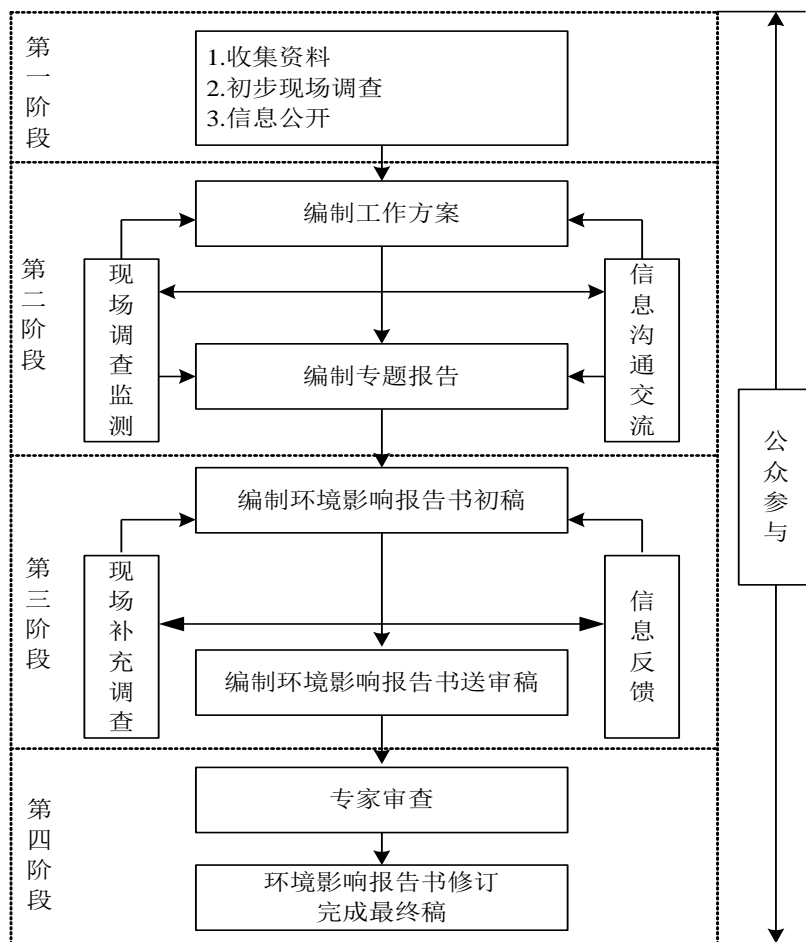 第一阶段
1.收集资料
2.初步现场调查
3.信息公开
第二阶段
编制工作方案
现场调查监测
信息沟通交流
编制专题报告
公众参与
第三阶段
编制环境影响报告书初稿
现场补充调查
信息反馈
编制环境影响报告书送审稿
第四阶段
专家审查
环境影响报告书修订
完成最终稿